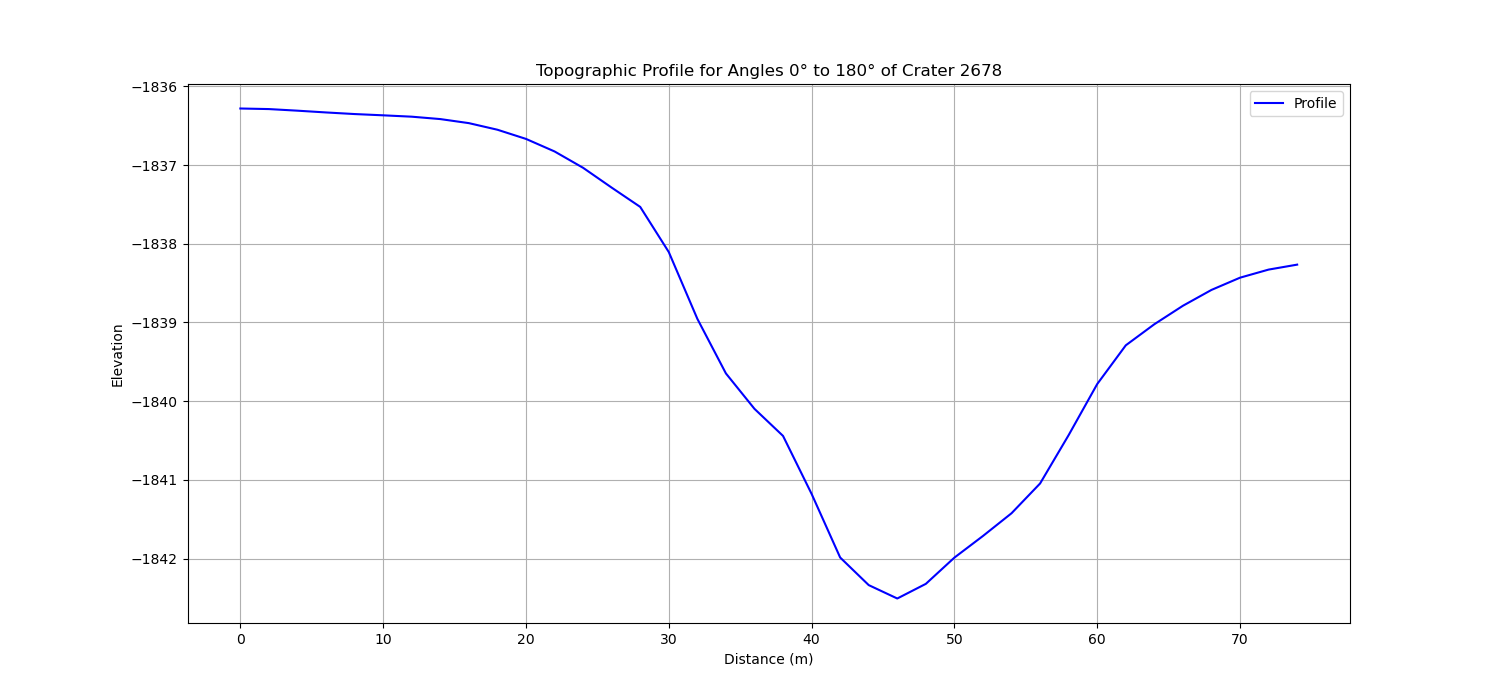 Topographic Profile for Angles 0° to 180° of Crater 2678
Profile
Elevation
−1836
−1837
−1838
−1839
−1840
−1841
−1842
0 10 20 30 40 50 60 70
Distance (m)